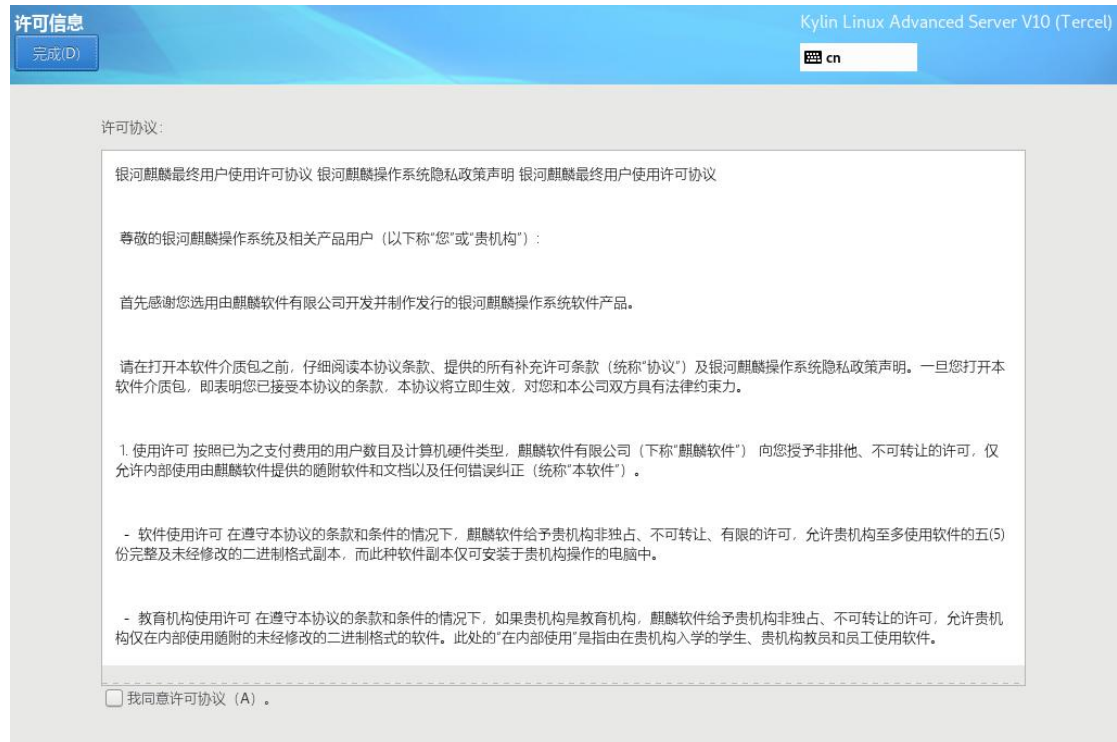 许可信息
Kylin Linux Advanced Server V10 (Tercel)
完成(D)
cn
许可协议:
银河麒麟最终用户使用许可协议 银河麒麟操作系统隐私政策声明 银河麒麟最终用户使用许可协议
尊敬的银河麒麟操作系统及相关产品用户（以下称“您”或“贵机构”）:
首先感谢您选用由麒麟软件有限公司开发并制作发行的银河麒麟操作系统软件产品。
请在打开本软件介质包之前，仔细阅读本协议条款、提供的所有补充许可条款（统称“协议”）及银河麒麟操作系统隐私政策声明。一旦您打开本
软件介质包，即表明您已接受本协议的条款，本协议将立即生效，对您和本公司双方具有法律约束力。
1. 使用许可 按照已为之支付费用的用户数目及计算机硬件类型，麒麟软件有限公司（下称“麒麟软件”） 向您授予非排他、不可转让的许可，仅
允许内部使用由麒麟软件提供的随附软件和文档以及任何错误纠正（统称“本软件”）。
- 软件使用许可 在遵守本协议的条款和条件的情况下，麒麟软件给予贵机构非独占、不可转让、有限的许可，允许贵机构至多使用软件的五(5)
份完整及未经修改的二进制格式副本，而此种软件副本仅可安装于贵机构操作的电脑中。
- 教育机构使用许可 在遵守本协议的条款和条件的情况下，如果贵机构是教育机构，麒麟软件给予贵机构非独占、不可转让的许可，允许贵机
构仅在内部使用随附的未经修改的二进制格式的软件。此处的“在内部使用”是指由在贵机构入学的学生、贵机构教员和员工使用软件。
我同意许可协议（A）。